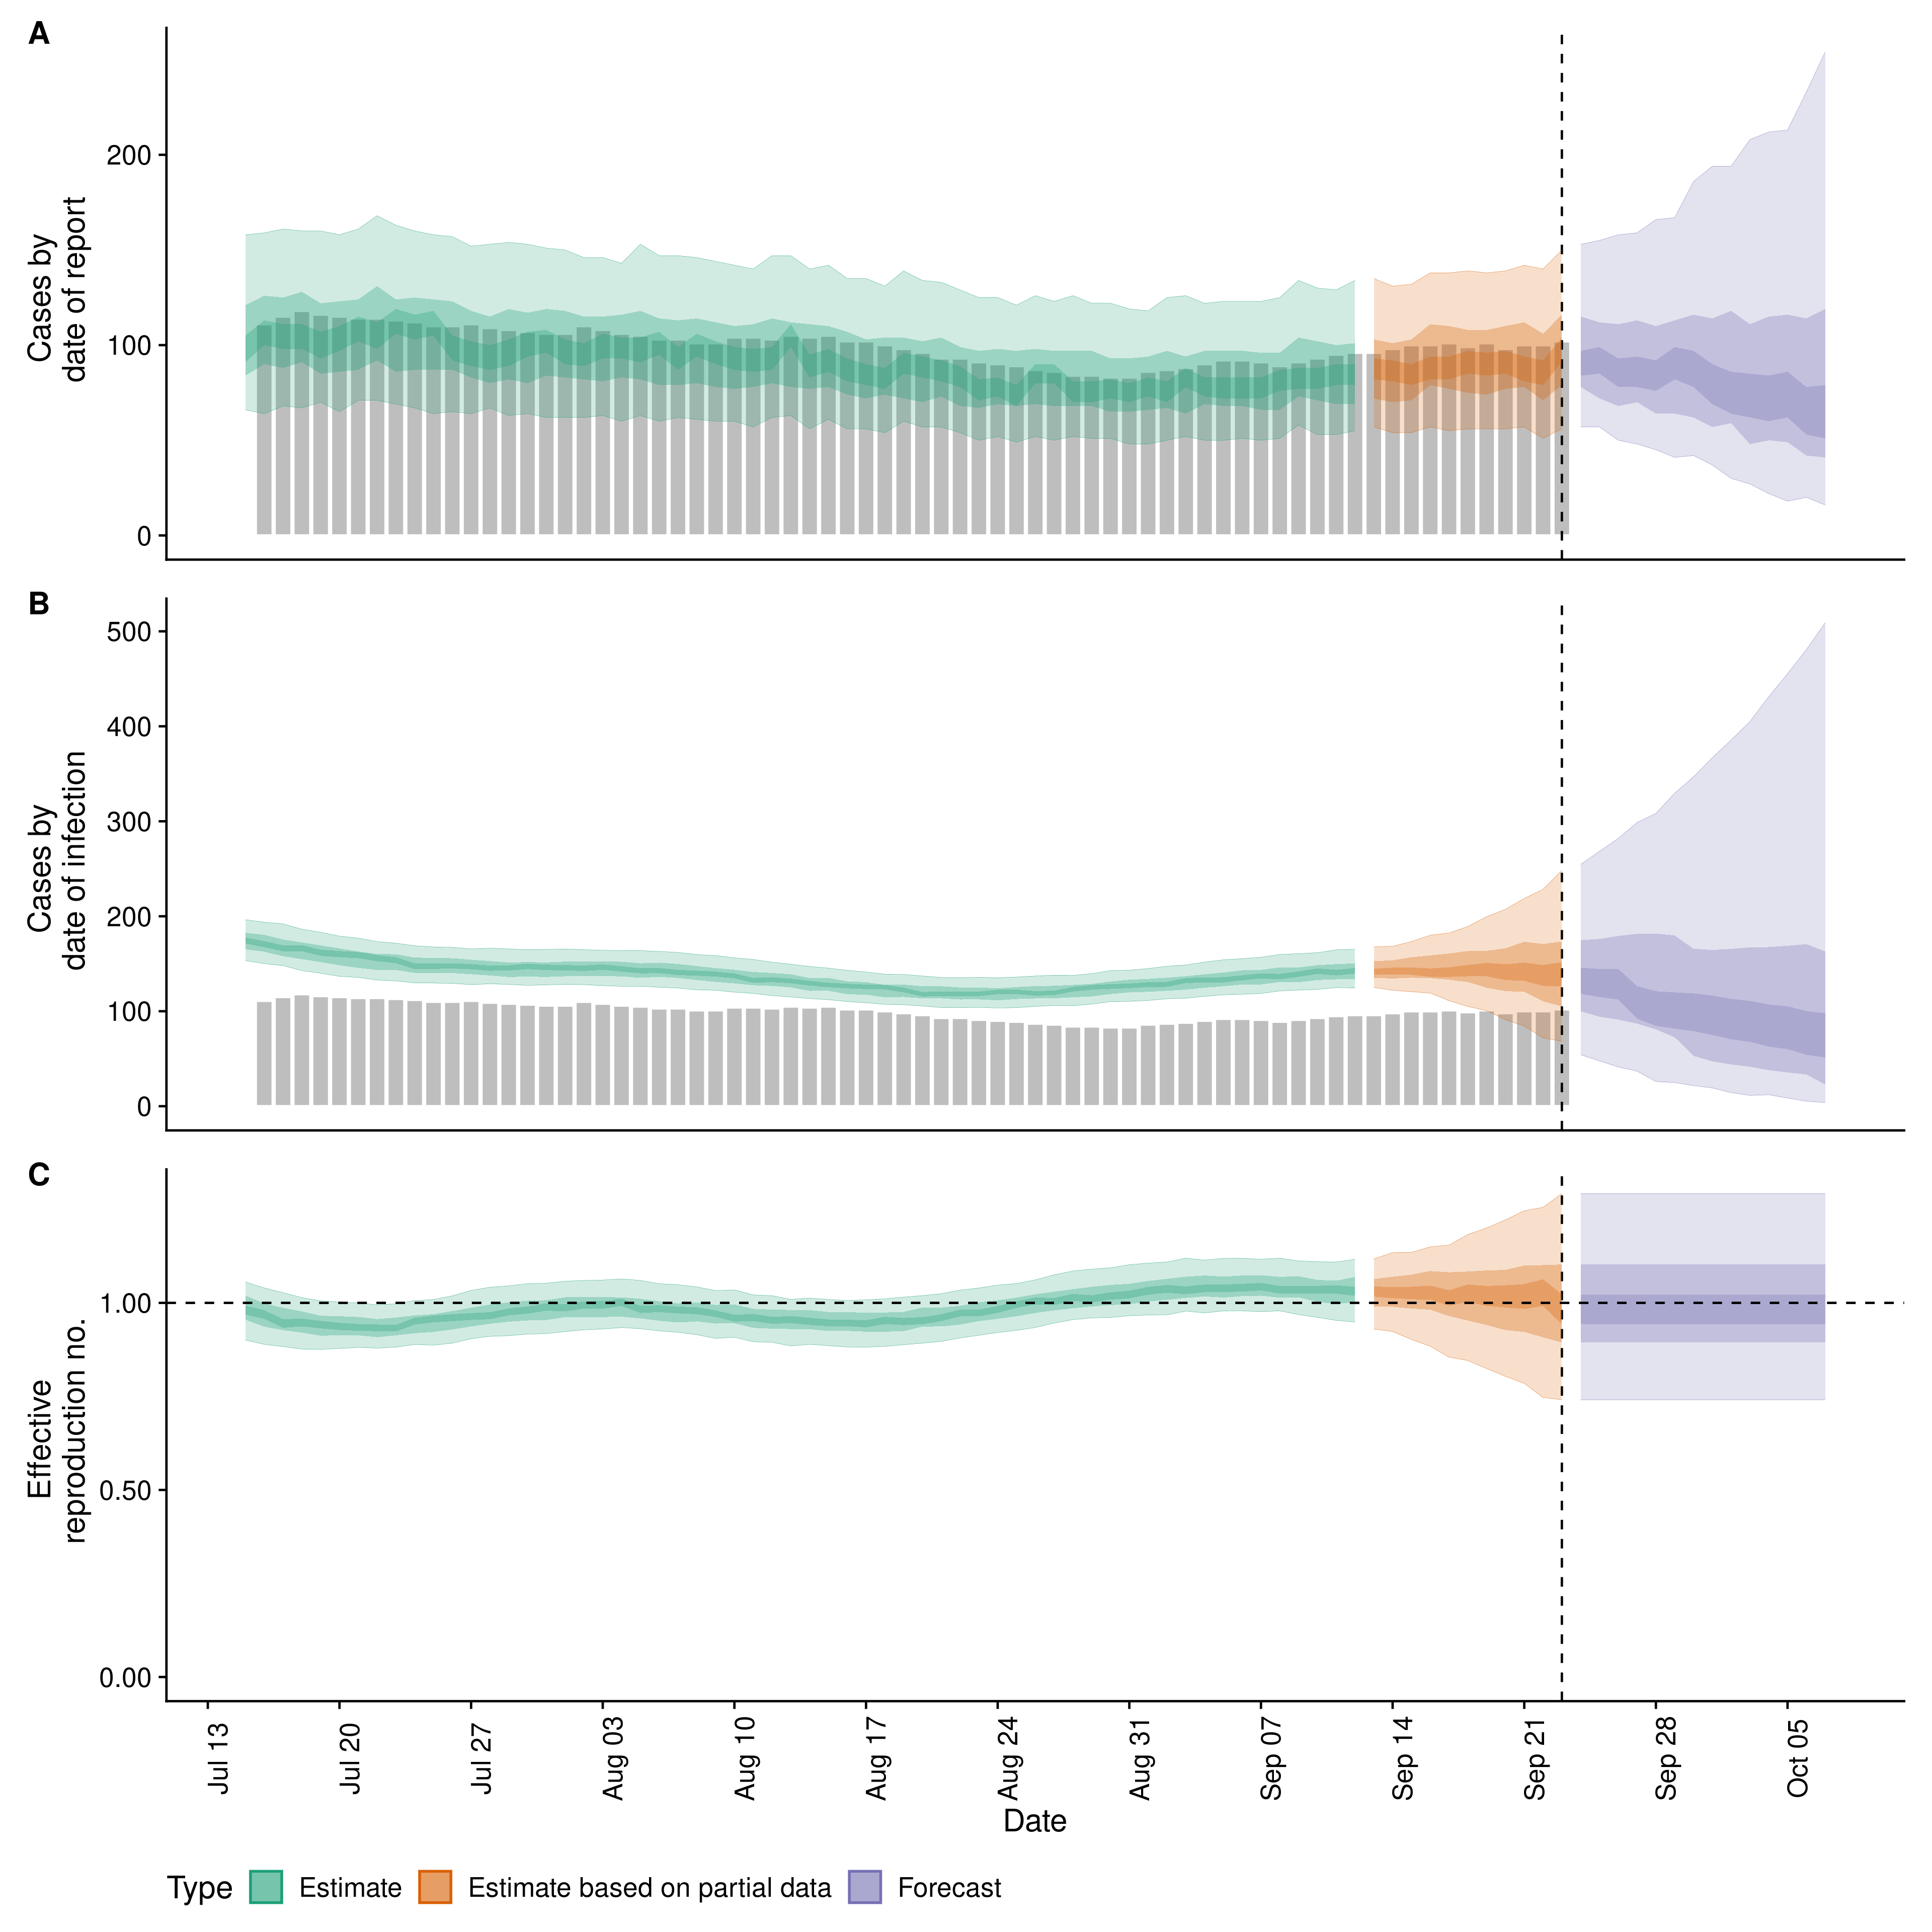 A
Cases by
date of report
200
100
0
B
Cases by
date of infection
500
400
300
200
100
0
C
Effective
reproduction no.
1.00
0.50
0.00
Jul 13
Jul 20
Jul 27
Aug 03
Aug 10
Aug 17
Aug 24
Aug 31
Sep 07
Sep 14
Sep 21
Sep 28
Oct 05
Date
Type Estimate Estimate based on partial data Forecast